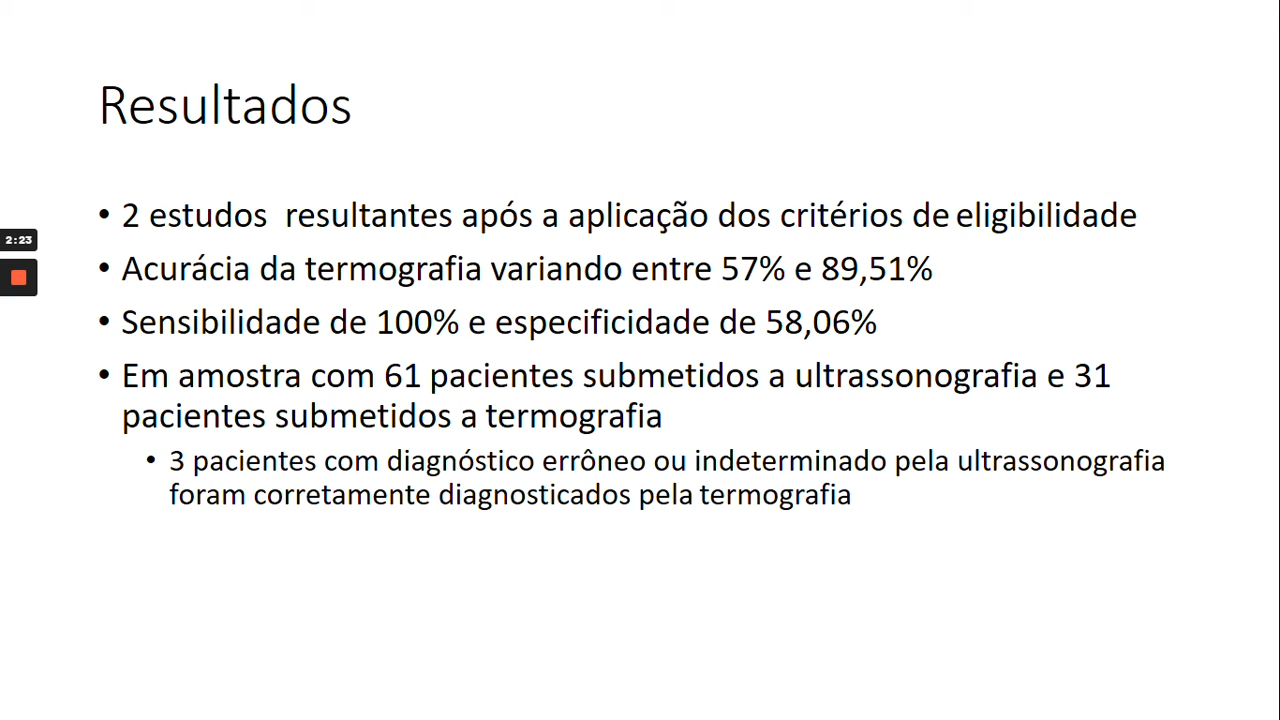 Resultados
• 2 estudos resultantes após a aplicação dos critérios de eligibilidade
2:23
• Acurácia da termografia variando entre 57% e 89,51%
• Sensibilidade de 100% e especificidade de 58,06%
• Em amostra com 61 pacientes submetidos a ultrassonografia e 31
pacientes submetidos a termografia
• 3 pacientes com diagnóstico errôneo ou indeterminado pela ultrassonografia
foram corretamente diagnosticados pela termografia